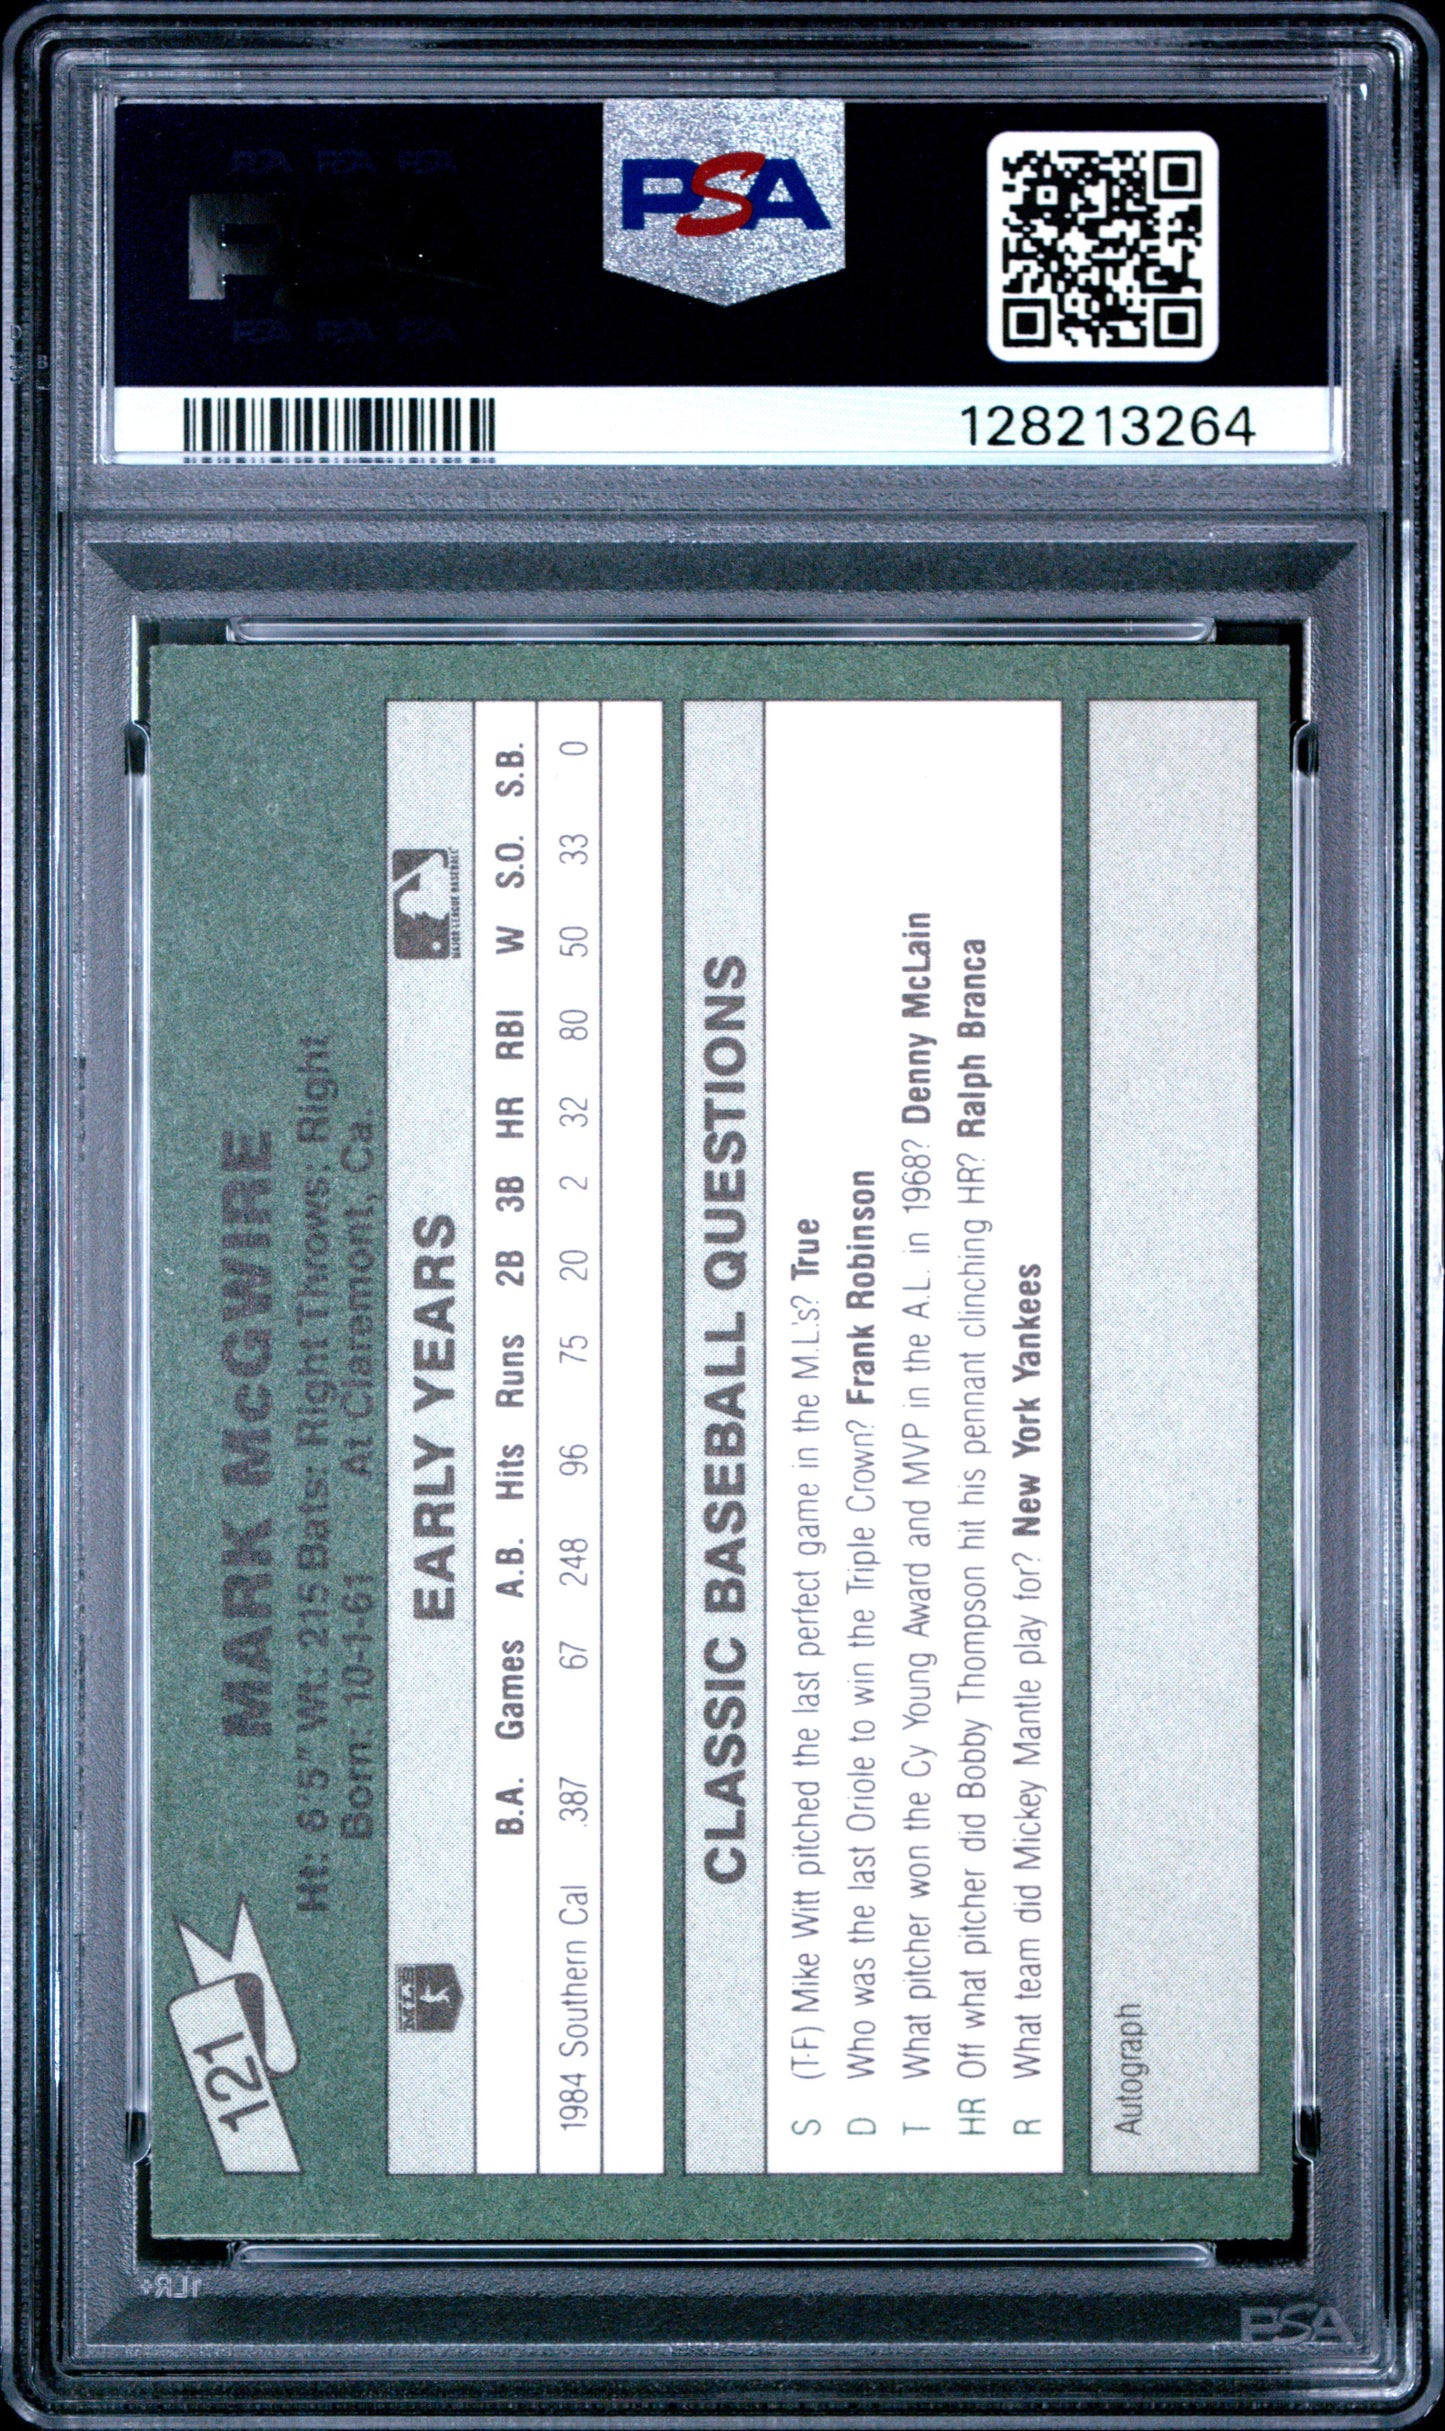 PSA
128213264
121
MARK McGWIRE
Ht: 6'5" Wt: 215 Bats: Right Throws: Right
Born: 10-1-61 At Claremont, Ca.
MLB
EARLY YEARS
MAJOR LEAGUE BASEBALL
B.A. Games A.B. Hits Runs 2B 3B HR RBI W S.O. S.B.
1984 Southern Cal .387 67 248 96 75 20 2 32 80 50 33 0
CLASSIC BASEBALL QUESTIONS
S (T-F) Mike Witt pitched the last perfect game in the M.L.'s? True
D Who was the last Oriole to win the Triple Crown? Frank Robinson
T What pitcher won the Cy Young Award and MVP in the A.L. in 1968? Denny McLain
HR Off what pitcher did Bobby Thompson hit his pennant clinching HR? Ralph Branca
R What team did Mickey Mantle play for? New York Yankees
Autograph
PSA